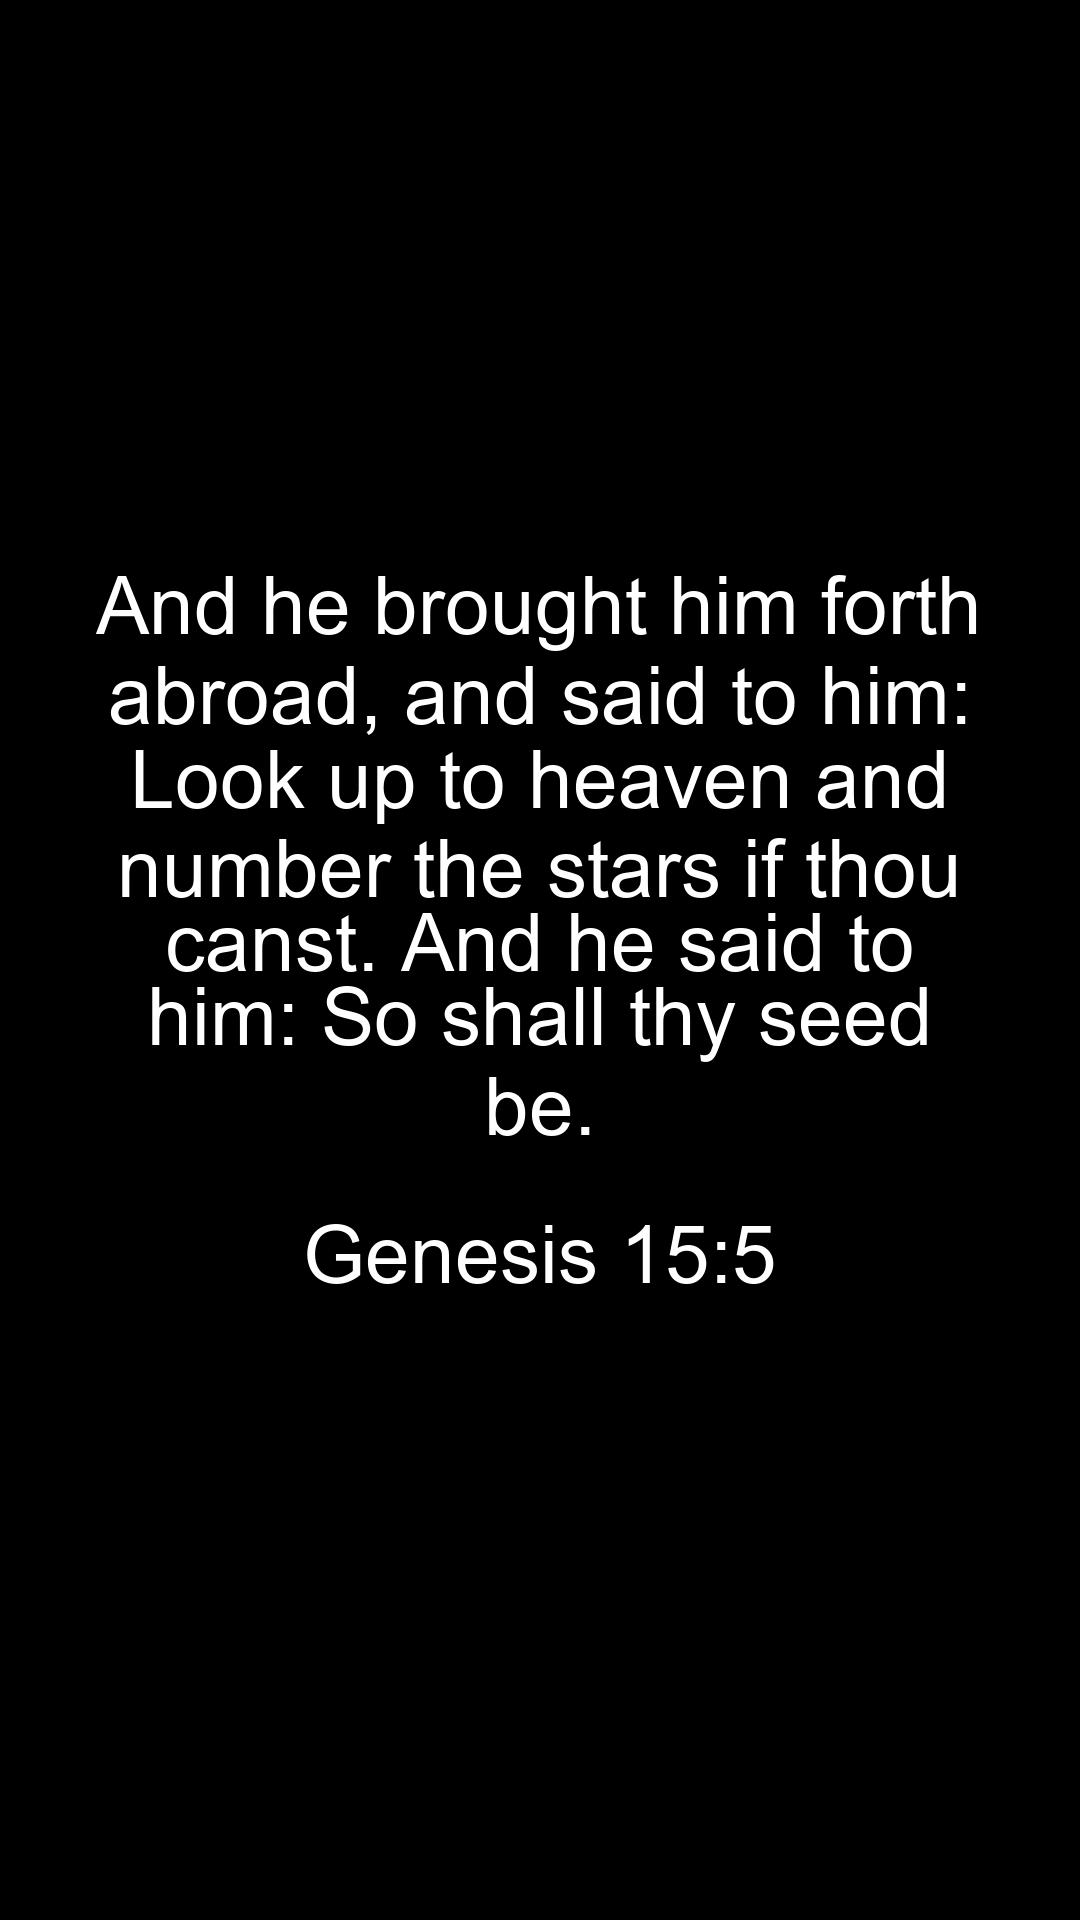 And he brought him forth
abroad, and said to him:
Look up to heaven and
number the stars if thou
canst. And he said to
him: So shall thy seed
be.
Genesis 15:5